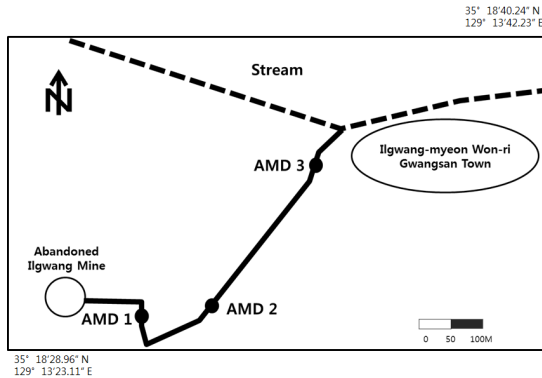 35° 18'40.24" N
129° 13'42.23" E
Stream
N
Ilgwang-myeon Won-ri
Gwangsan Town
AMD 3
Abandoned
Ilgwang Mine
AMD 1
AMD 2
0 50 100M
35° 18'28.96" N
129° 13'23.11" E